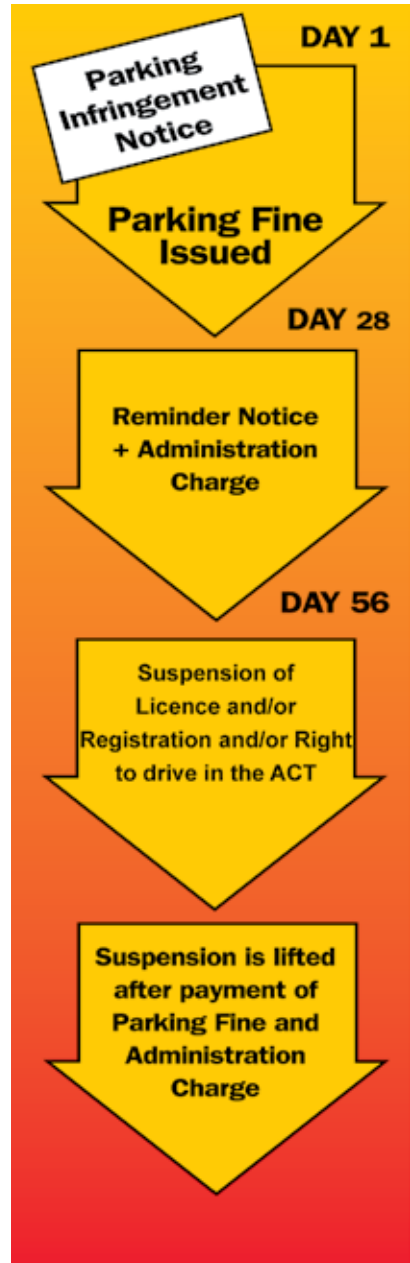 DAY 1
Parking
Infringement
Notice
Parking Fine
Issued
DAY 28
Reminder Notice
+ Administration
Charge
DAY 56
Suspension of
Licence and/or
Registration and/or Right
to drive in the ACT
Suspension is lifted
after payment of
Parking Fine and
Administration
Charge